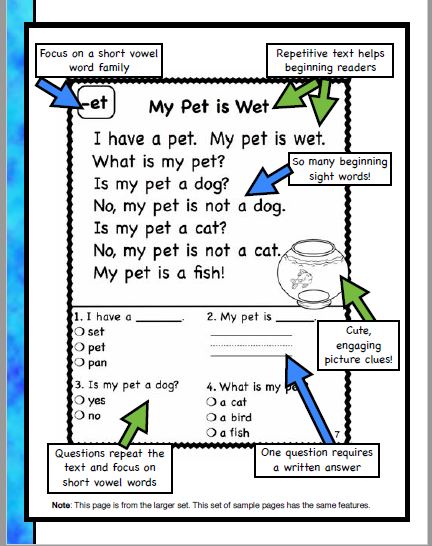 Focus on a short vowel
word family
Repetitive text helps
beginning readers
-et
My Pet is Wet
I have a pet. My pet is wet.
What is my pet?
So many beginning
sight words!
Is my pet a dog?
No, my pet is not a dog.
Is my pet a cat?
No, my pet is not a cat.
My pet is a fish!
Cute,
engaging
picture clues!
1. I have a ________.
set
pet
pan
2. My pet is _______.
3. Is my pet a dog?
yes
no
4. What is my pe
a cat
a bird
a fish
7
Questions repeat the
text and focus on
short vowel words
One question requires
a written answer
Note: This page is from the larger set. This set of sample pages has the same features.